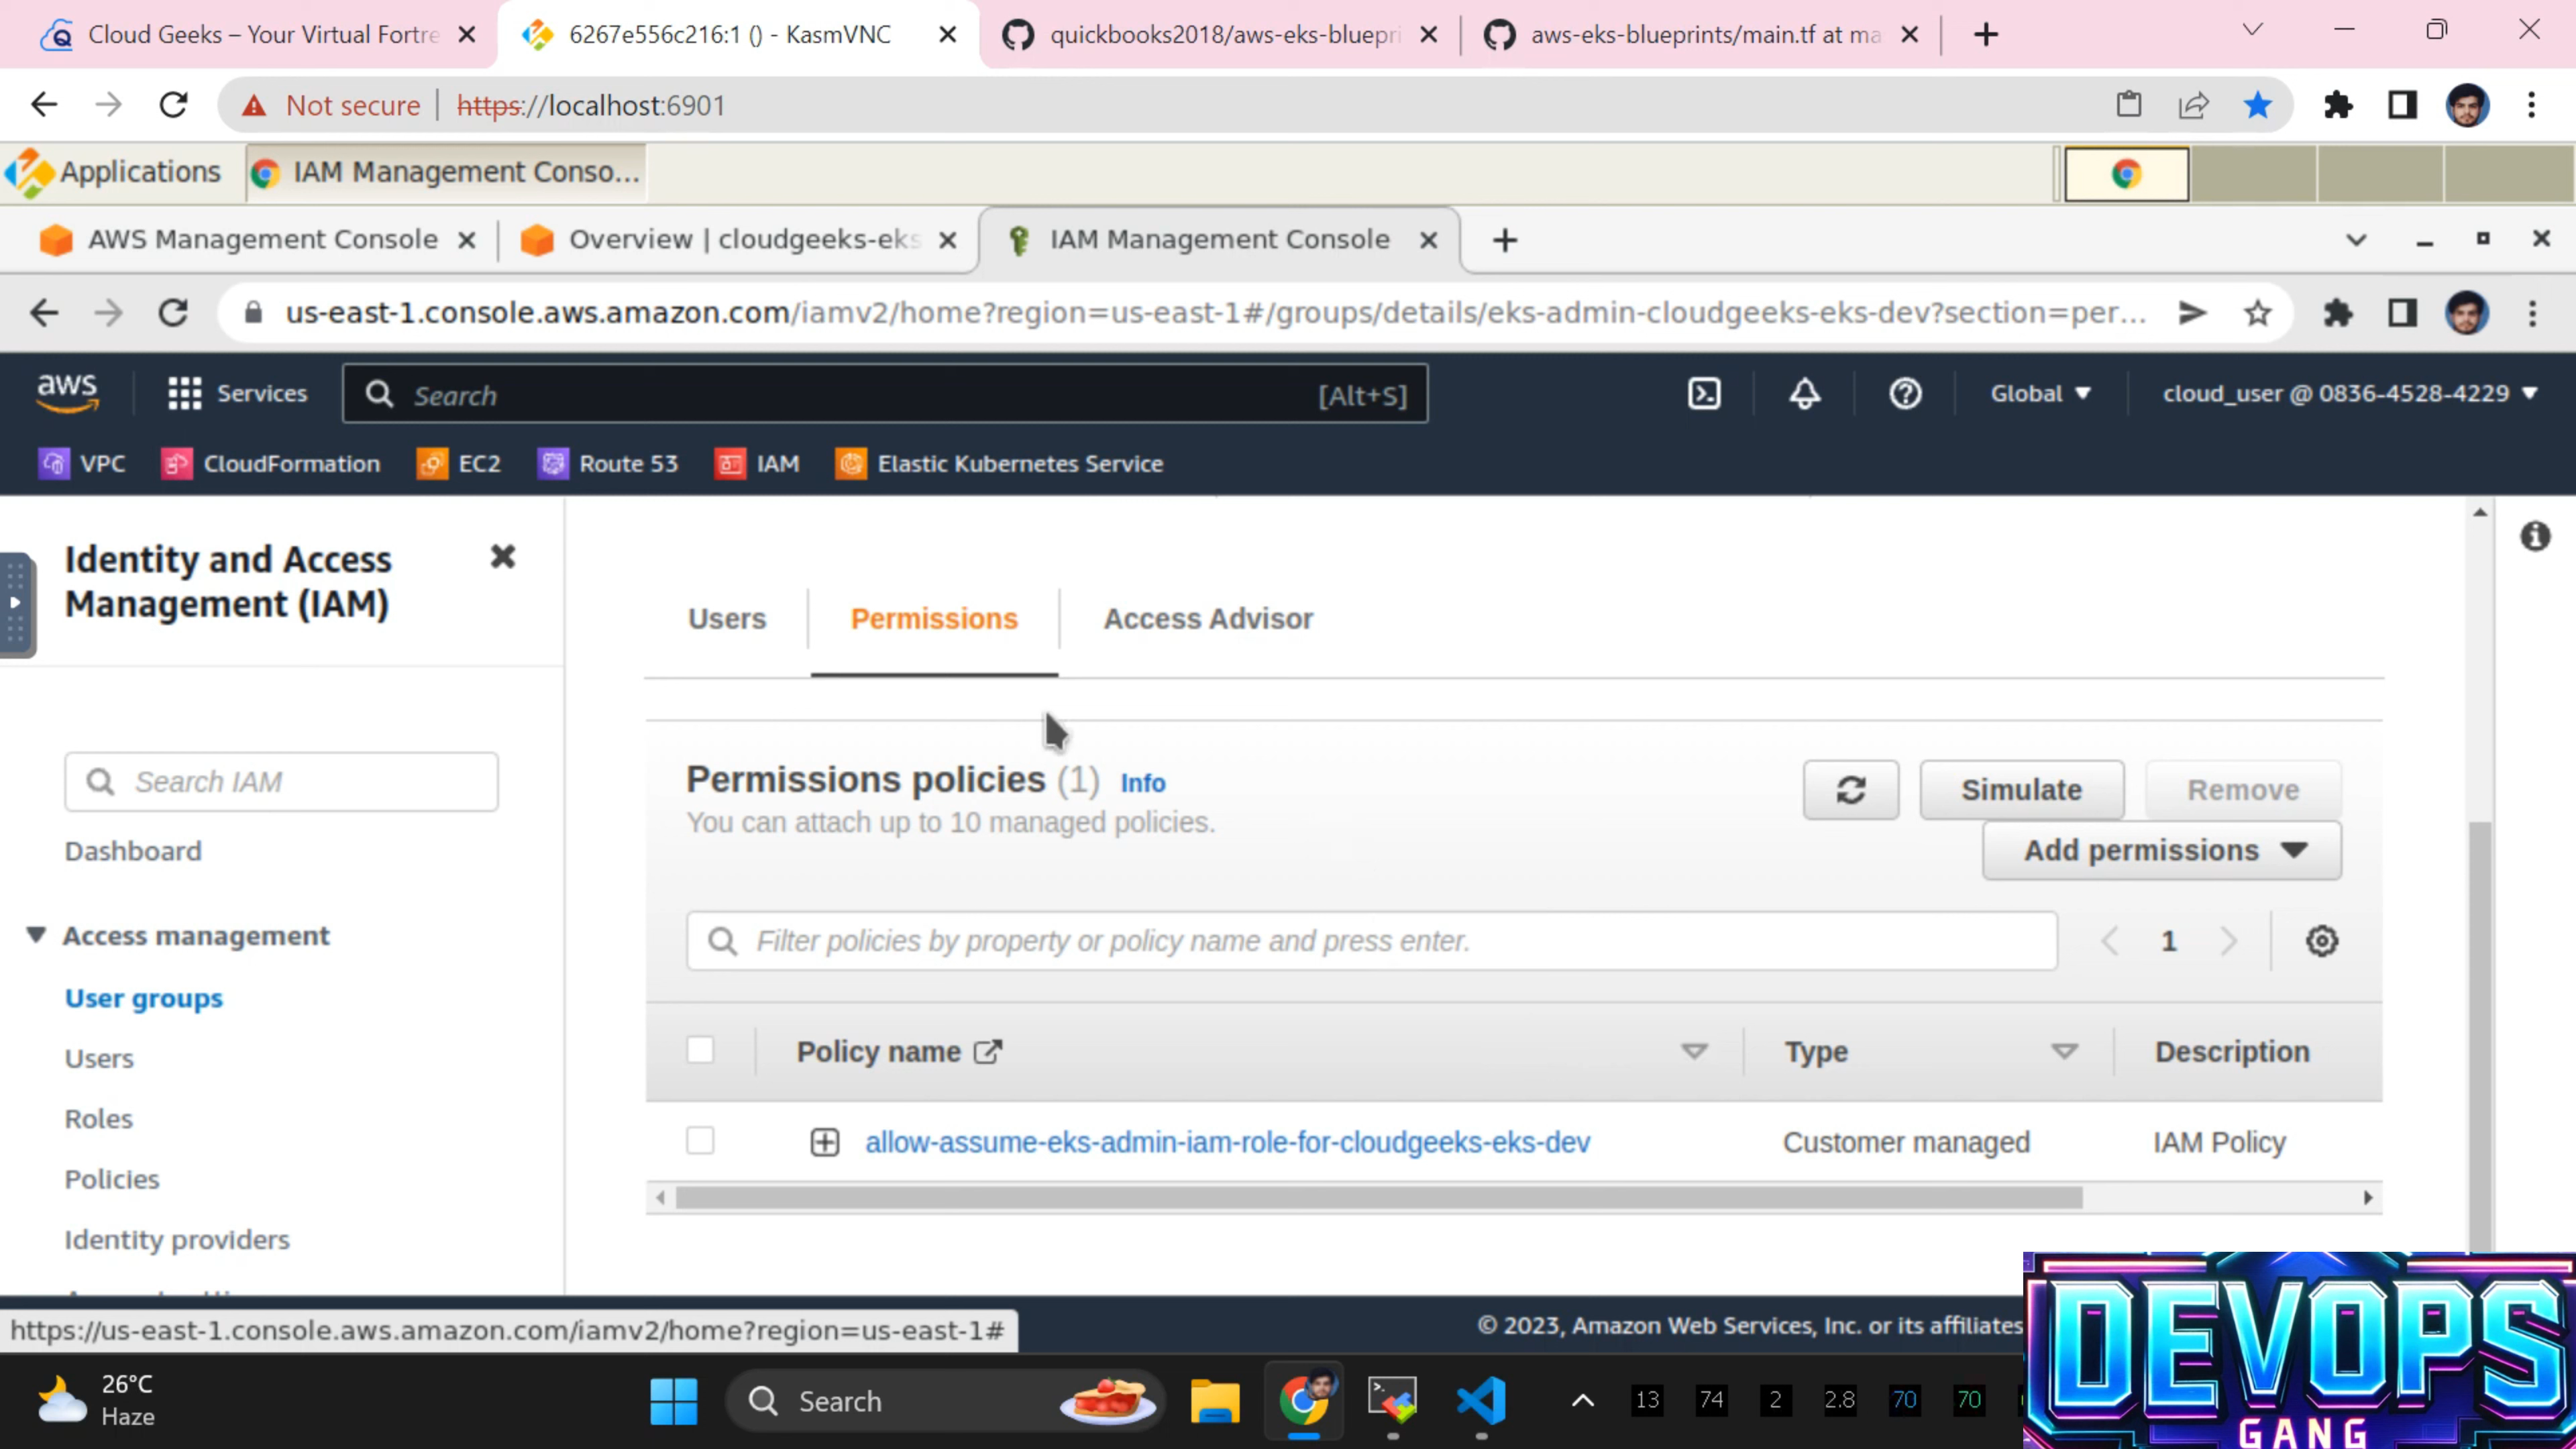 Cloud Geeks – Your Virtual Fortre
6267e556c216:1 () - KasmVNC
quickbooks2018/aws-eks-bluepri
aws-eks-blueprints/main.tf at ma
Not secure
https://localhost:6901
Applications
IAM Management Conso...
AWS Management Console
Overview | cloudgeeks-eks
IAM Management Console
us-east-1.console.aws.amazon.com/iamv2/home?region=us-east-1#/groups/details/eks-admin-cloudgeeks-eks-dev?section=per...
aws
Services
Search
[Alt+S]
Global
cloud_user @ 0836-4528-4229
VPC
CloudFormation
EC2
Route 53
IAM
Elastic Kubernetes Service
Identity and Access
Management (IAM)
Search IAM
Dashboard
Access management
User groups
Users
Roles
Policies
Identity providers
Users
Permissions
Access Advisor
Permissions policies (1) Info
You can attach up to 10 managed policies.
Simulate
Remove
Add permissions
Filter policies by property or policy name and press enter.
1
Policy name
Type
Description
allow-assume-eks-admin-iam-role-for-cloudgeeks-eks-dev
Customer managed
IAM Policy
https://us-east-1.console.aws.amazon.com/iamv2/home?region=us-east-1#
© 2023, Amazon Web Services, Inc. or its affiliates
26°C
Haze
Search
13
74
2
2.8
70
70
DEVOPS
GANG